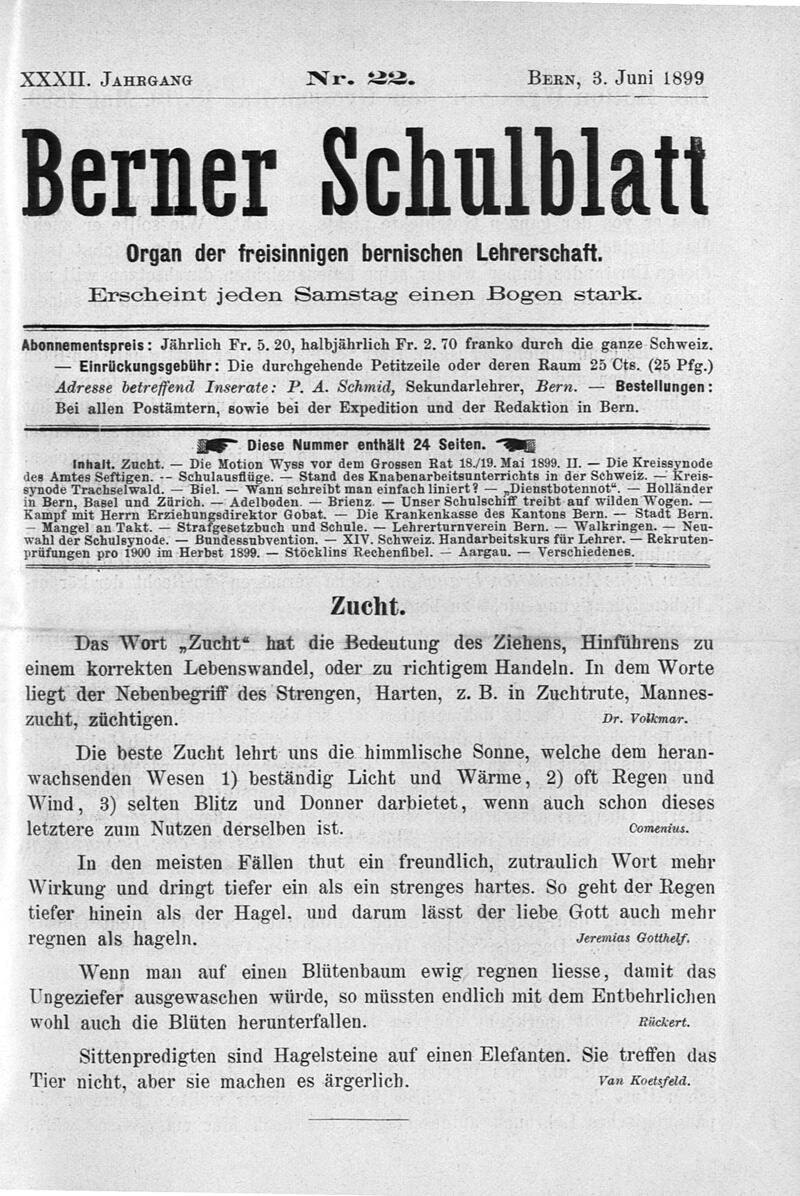 XXXII. Jahrgang Nr. 22. Bern, 3. Juni 1899
Berner Schulblatt
Organ der freisinnigen bernischen Lehrerschaft.
Erscheint jeden Samstag einen Bogen stark.
Abonnementspreis: Jährlich Fr. 5. 20, halbjährlich Fr. 2. 70 franko durch die ganze Schweiz.
— Einrückungsgebühr: Die durchgehende Petitzeile oder deren Raum 25 Cts. (25 Pfg.)
Adresse betreffend Inserate: P. A. Schmid, Sekundarlehrer, Bern. — Bestellungen:
Bei allen Postämtern, sowie bei der Expedition und der Redaktion in Bern.
Diese Nummer enthält 24 Seiten.
Inhalt. Zucht. — Die Motion Wyss vor dem Grossen Rat 18./19. Mai 1899. II. — Die Kreissynode
des Amtes Seftigen. — Schulausflüge. — Stand des Knabenarbeitsunterrichts in der Schweiz. — Kreis-
synode Trachselwald. — Biel. — Wann schreibt man einfach liniert? — „Dienstbotennot“. — Holländer
in Bern, Basel und Zürich. — Adelboden. — Brienz. — Unser Schulschiff treibt auf wilden Wogen. —
Kampf mit Herrn Erziehungsdirektor Gobat. — Die Krankenkasse des Kantons Bern. — Stadt Bern.
— Mangel an Takt. — Strafgesetzbuch und Schule. — Lehrerturnverein Bern. — Walkringen. — Neu-
wahl der Schulsynode. — Bundessubvention. — XIV. Schweiz. Handarbeitskurs für Lehrer. — Rekruten-
prüfungen pro 1900 im Herbst 1899. — Stöcklins Rechenfibel. — Aargau. — Verschiedenes.
Zucht.
Das Wort „Zucht“ hat die Bedeutung des Ziehens, Hinführens zu
einem korrekten Lebenswandel, oder zu richtigem Handeln. In dem Worte
liegt der Nebenbegriff des Strengen, Harten, z. B. in Zuchtrute, Mannes-
zucht, züchtigen. Dr. Volkmar.
Die beste Zucht lehrt uns die himmlische Sonne, welche dem heran-
wachsenden Wesen 1) beständig Licht und Wärme, 2) oft Regen und
Wind, 3) selten Blitz und Donner darbietet, wenn auch schon dieses
letztere zum Nutzen derselben ist. Comenius.
In den meisten Fällen thut ein freundlich, zutraulich Wort mehr
Wirkung und dringt tiefer ein als ein strenges hartes. So geht der Regen
tiefer hinein als der Hagel. und darum lässt der liebe Gott auch mehr
regnen als hageln. Jeremias Gotthelf.
Wenn man auf einen Blütenbaum ewig regnen liesse, damit das
Ungeziefer ausgewaschen würde, so müssten endlich mit dem Entbehrlichen
wohl auch die Blüten herunterfallen. Rückert.
Sittenpredigten sind Hagelsteine auf einen Elefanten. Sie treffen das
Tier nicht, aber sie machen es ärgerlich. Van Koetsfeld.